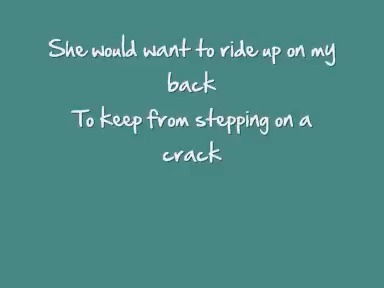 She would want to ride up on my
back
To keep from stepping on a
crack